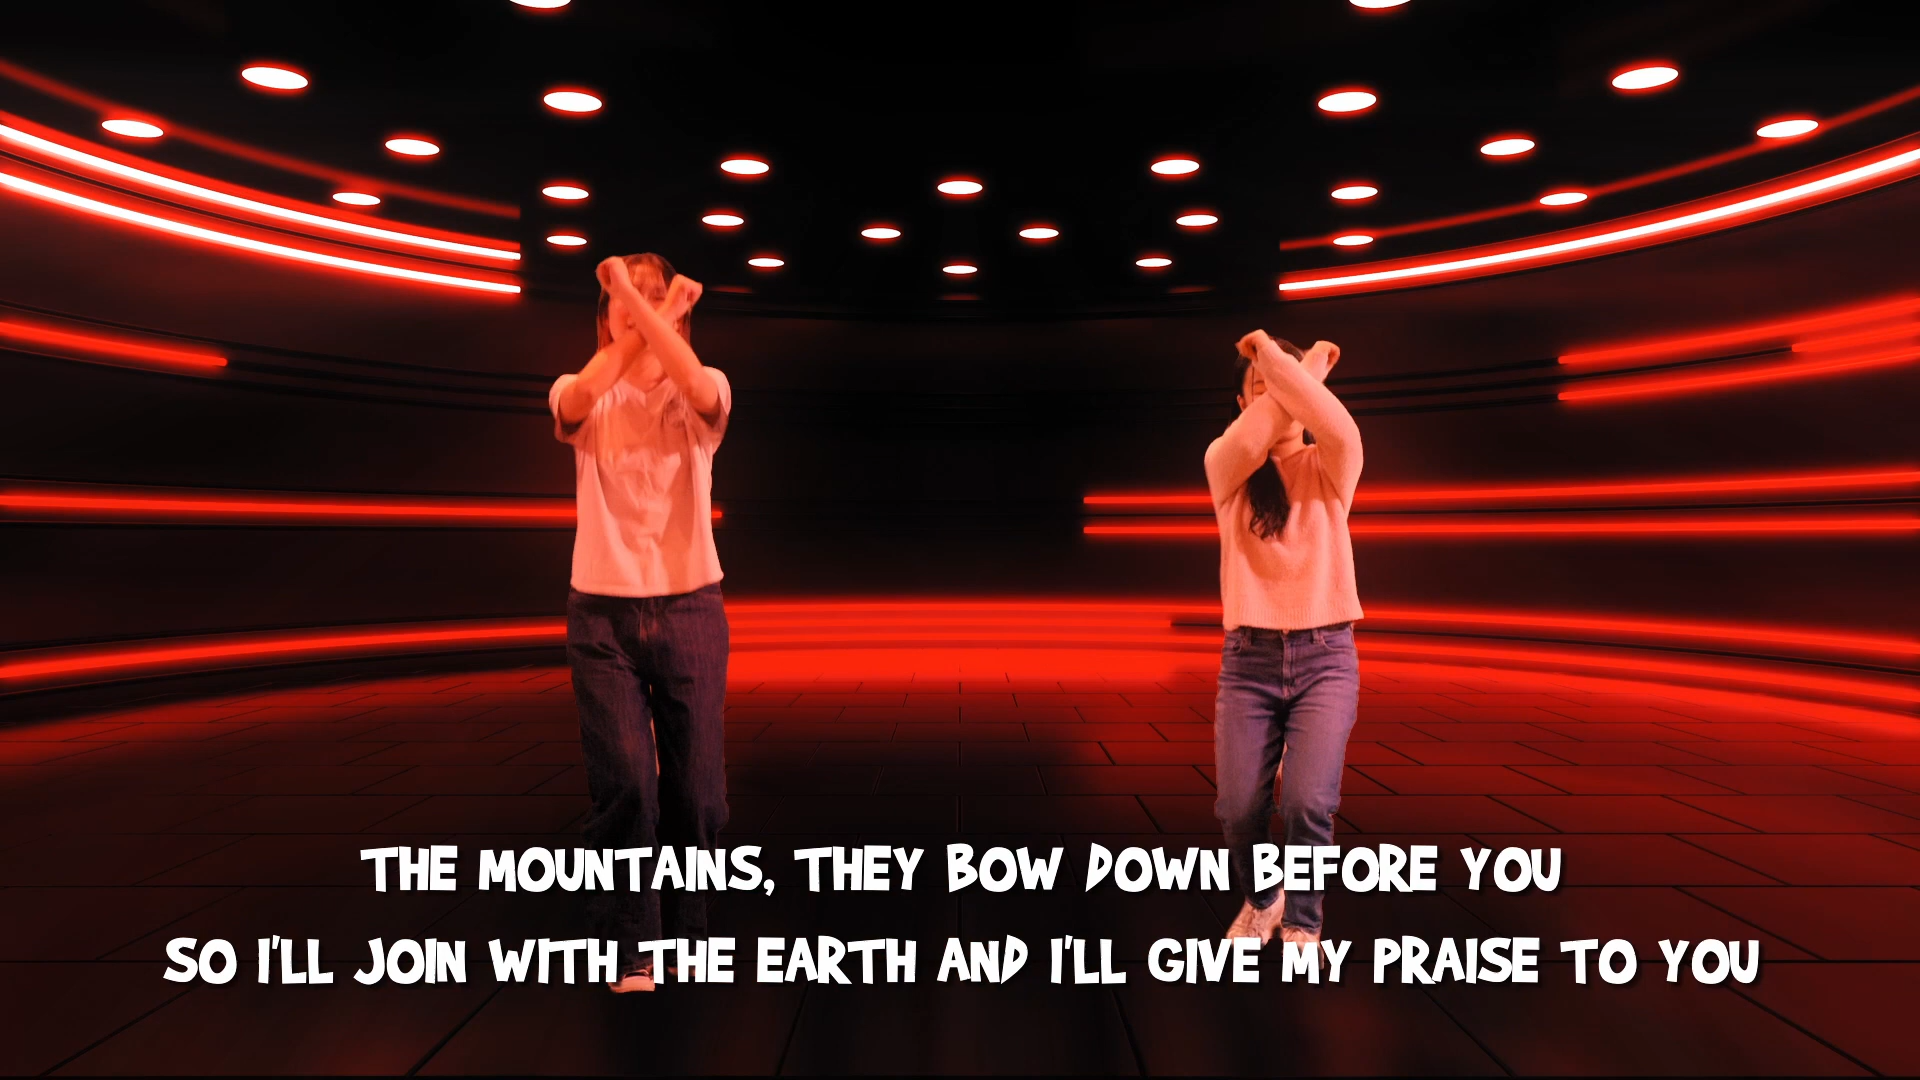 THE MOUNTAINS, THEY BOW DOWN BEFORE YOU
SO I'LL JOIN WITH THE EARTH AND I'LL GIVE MY PRAISE TO YOU